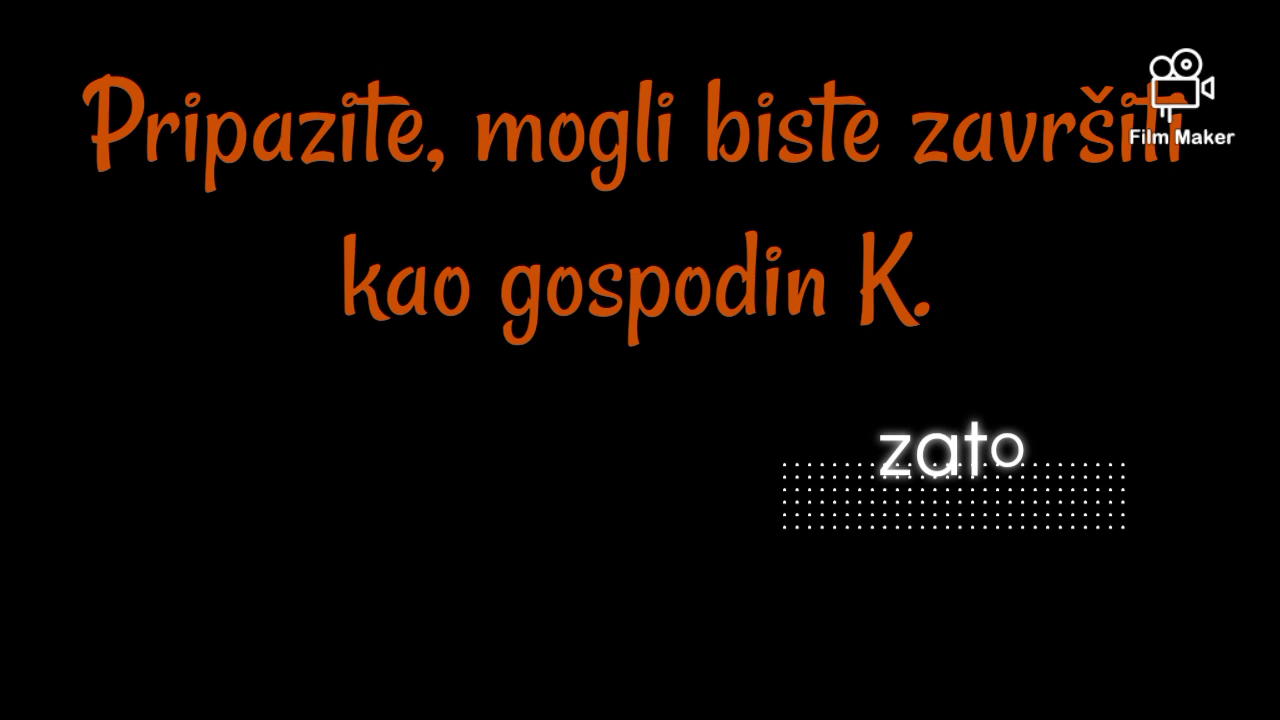 Pripazite, mogli biste završiti
kao gospodin K.
zato
Film Maker